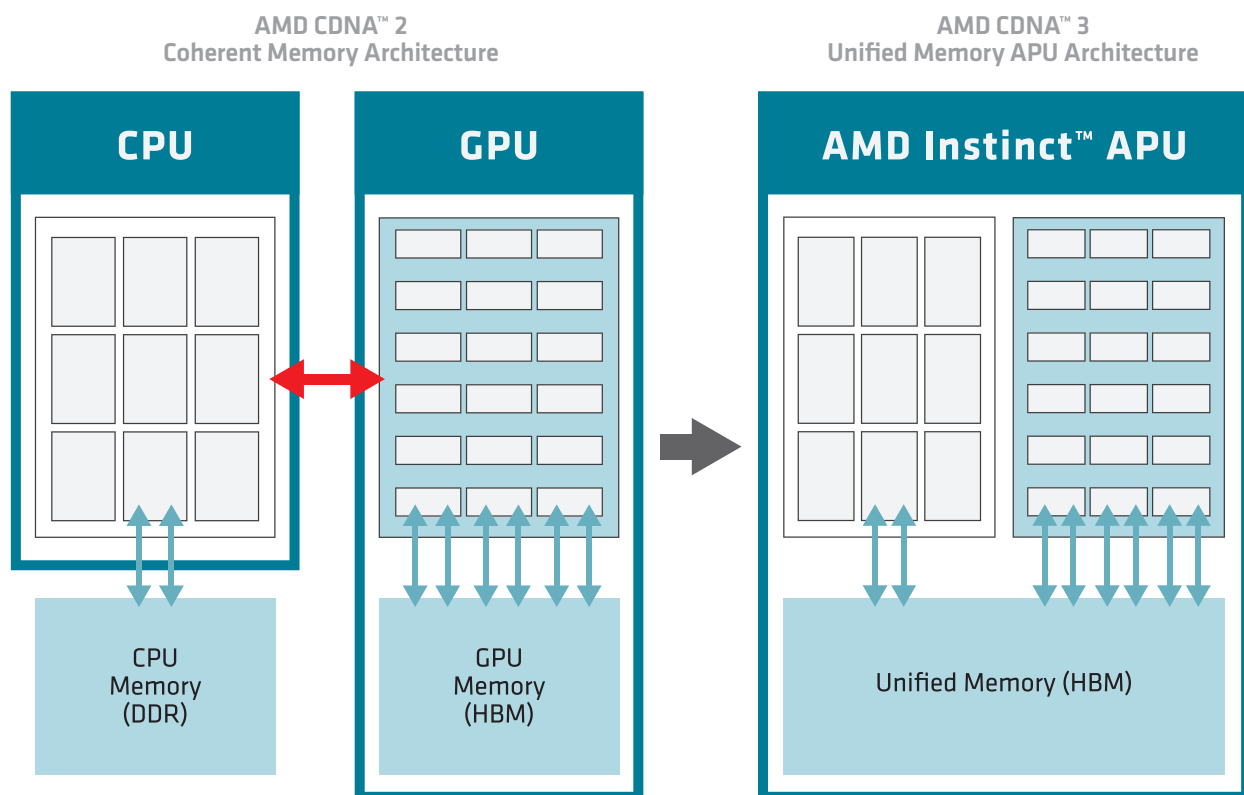 AMD CDNA™ 2
Coherent Memory Architecture
AMD CDNA™ 3
Unified Memory APU Architecture
CPU
GPU
AMD Instinct™ APU
CPU
Memory
(DDR)
GPU
Memory
(HBM)
Unified Memory (HBM)